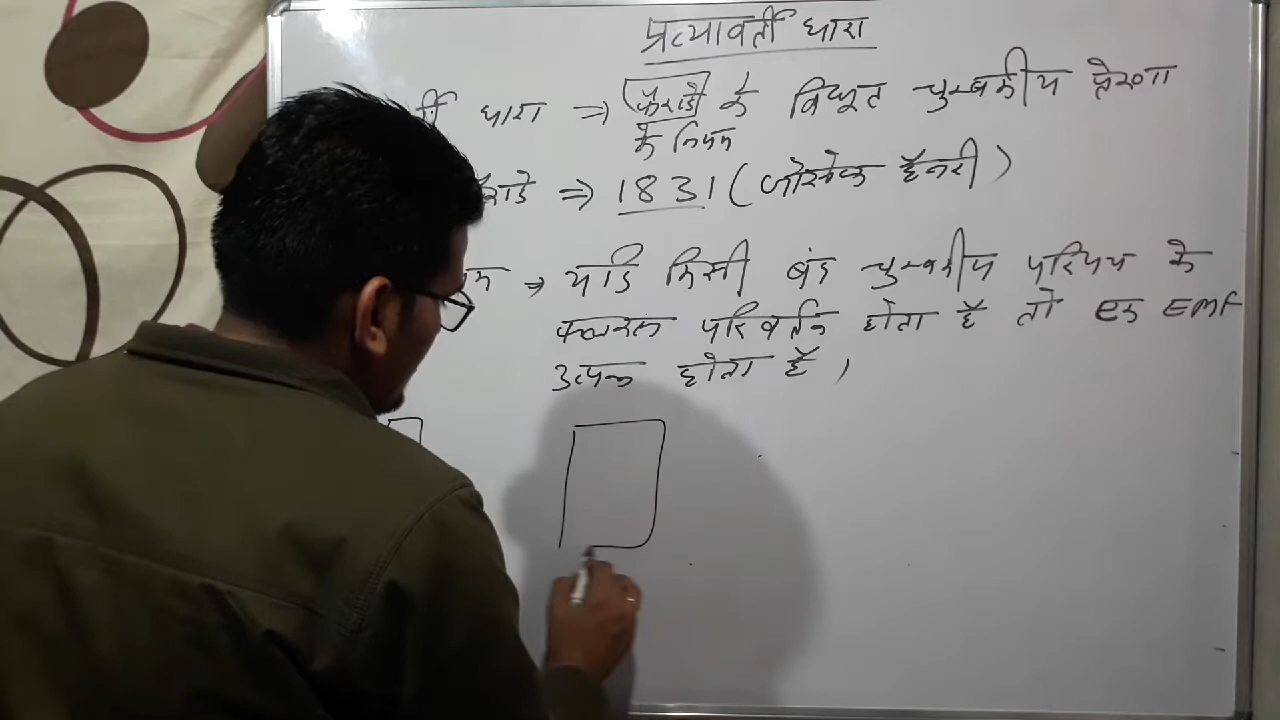 प्रत्यावर्ती धारा
र्ती धारा ⇒ फैराडे के विद्युत चुम्बकीय प्रेरणा
के नियम
राडे ⇒ 1831 (जोसेफ हेनरी)
यम ⇒ यदि किसी बंद चुम्बकीय परिपथ के
फ्लक्स परिवर्तन होता है तो एक EMF
उत्पन्न होता है ,